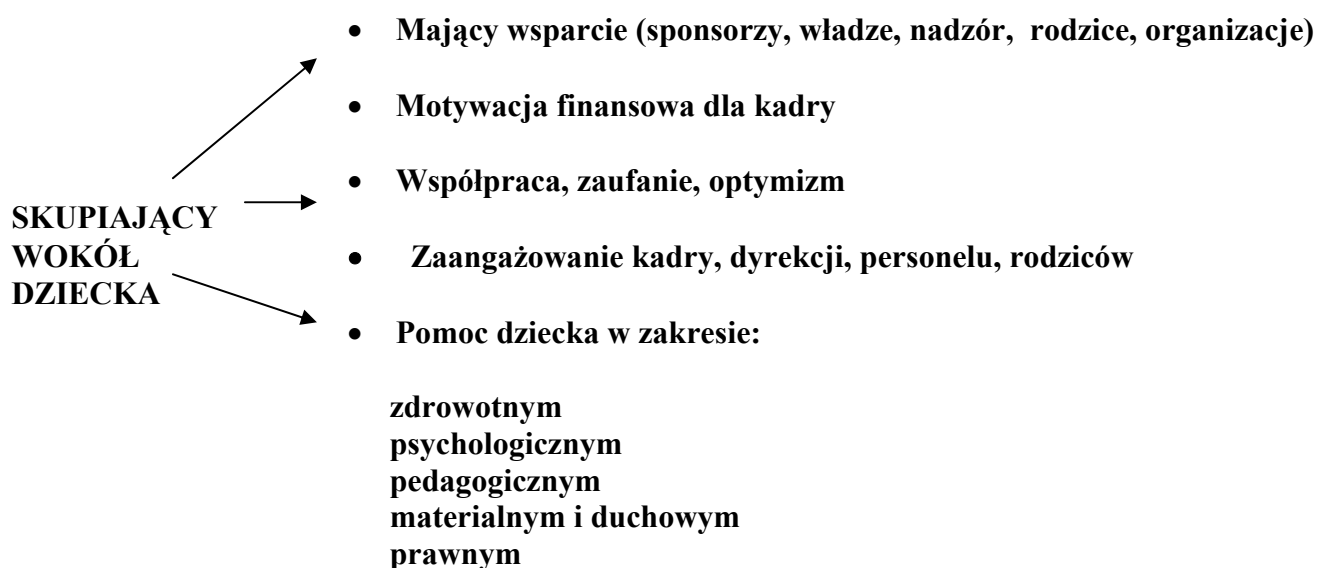 • Mający wsparcie (sponsorzy, władze, nadzór, rodzice, organizacje)
• Motywacja finansowa dla kadry
• Współpraca, zaufanie, optymizm
SKUPIAJĄCY
WOKÓŁ
DZIECKA
• Zaangażowanie kadry, dyrekcji, personelu, rodziców
• Pomoc dziecka w zakresie:
zdrowotnym
psychologicznym
pedagogicznym
materialnym i duchowym
prawnym